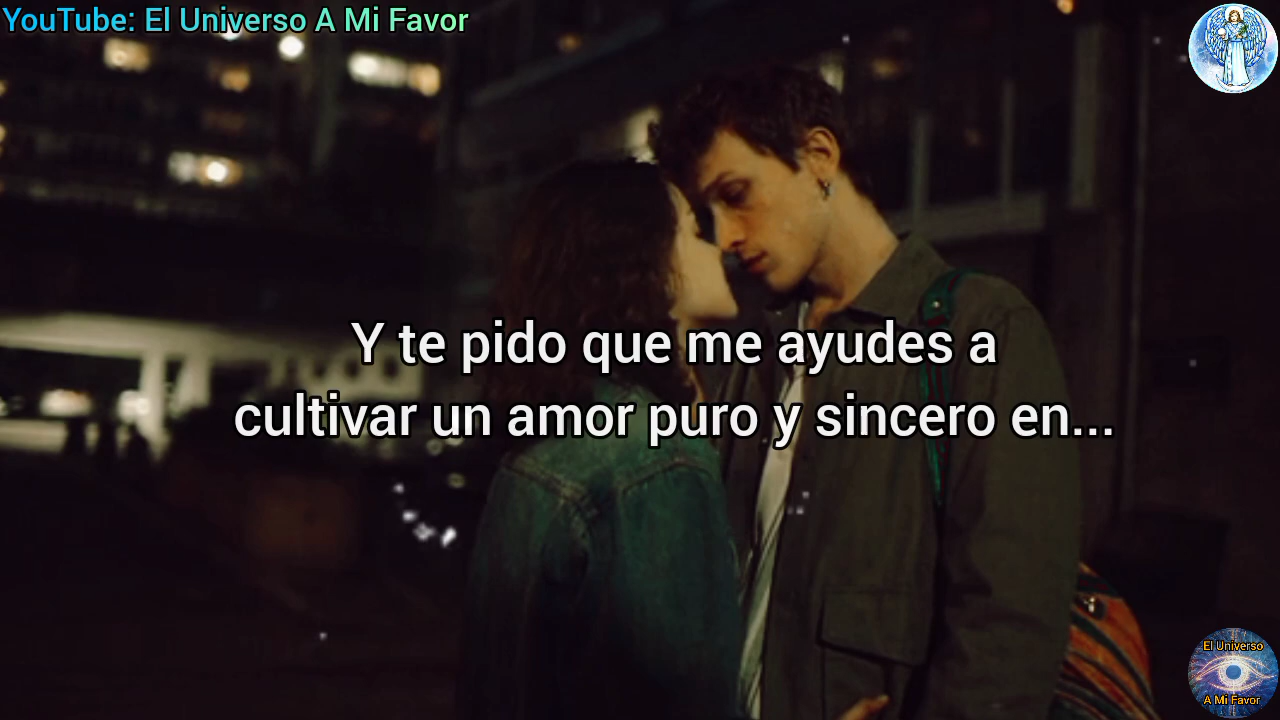 YouTube: El Universo A Mi Favor
Y te pido que me ayudes a
cultivar un amor puro y sincero en...
El Universo
A Mi Favor